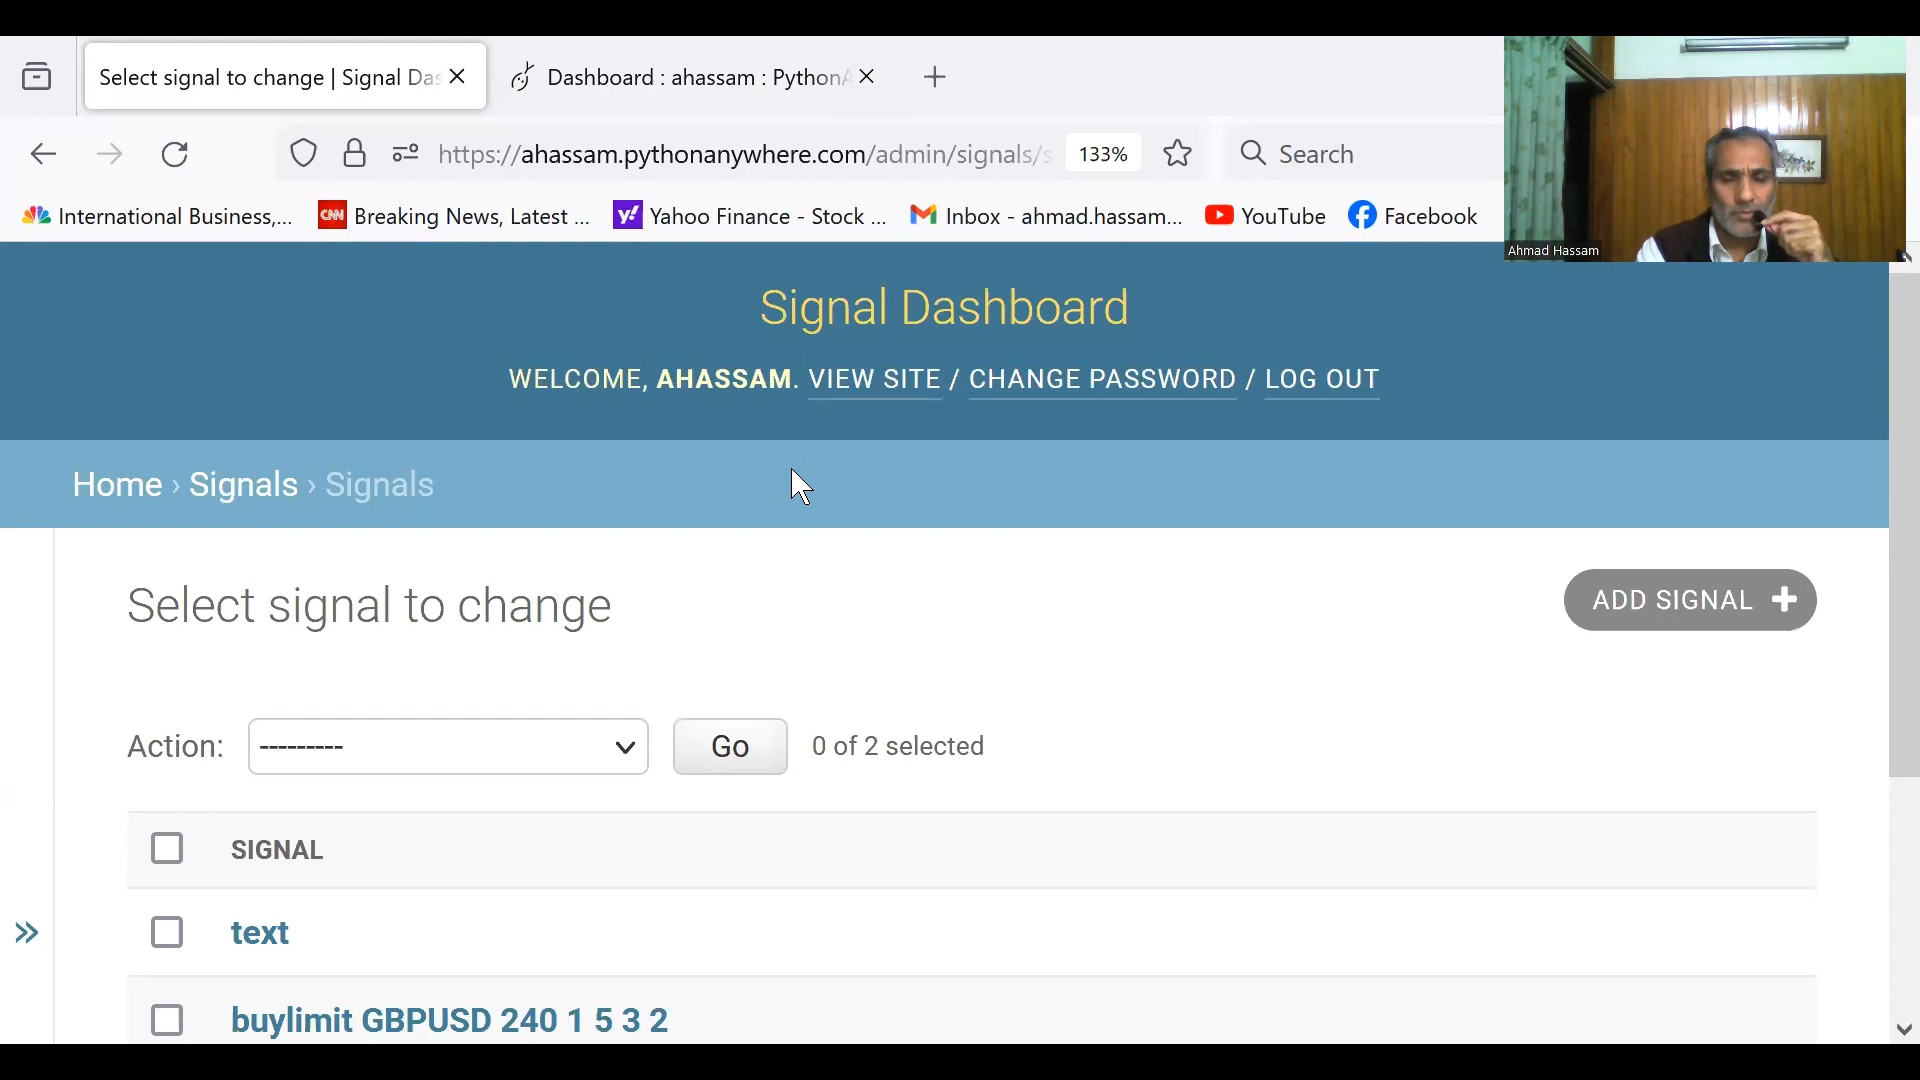 Select signal to change | Signal Das
Dashboard : ahassam : PythonA
https://ahassam.pythonanywhere.com/admin/signals/s
133%
Search
International Business,...
CNN
Breaking News, Latest ...
y!
Yahoo Finance - Stock ...
Inbox - ahmad.hassam...
YouTube
Facebook
Ahmad Hassam
Signal Dashboard
WELCOME, AHASSAM. VIEW SITE / CHANGE PASSWORD / LOG OUT
Home › Signals › Signals
Select signal to change
ADD SIGNAL +
Action:
---------
Go
0 of 2 selected
SIGNAL
text
buylimit GBPUSD 240 1 5 3 2